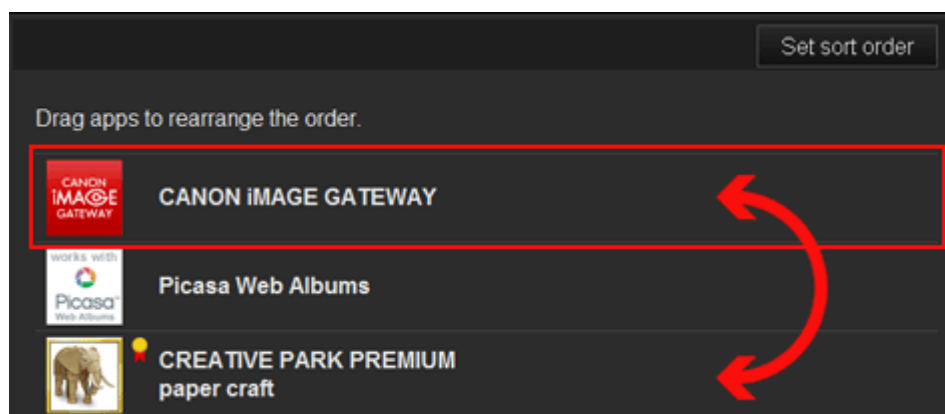 Set sort order
Drag apps to rearrange the order.
CANON
iMAGE
GATEWAY
CANON iMAGE GATEWAY
works with
Picasa™
Web Albums
Picasa Web Albums
CREATIVE PARK PREMIUM
paper craft